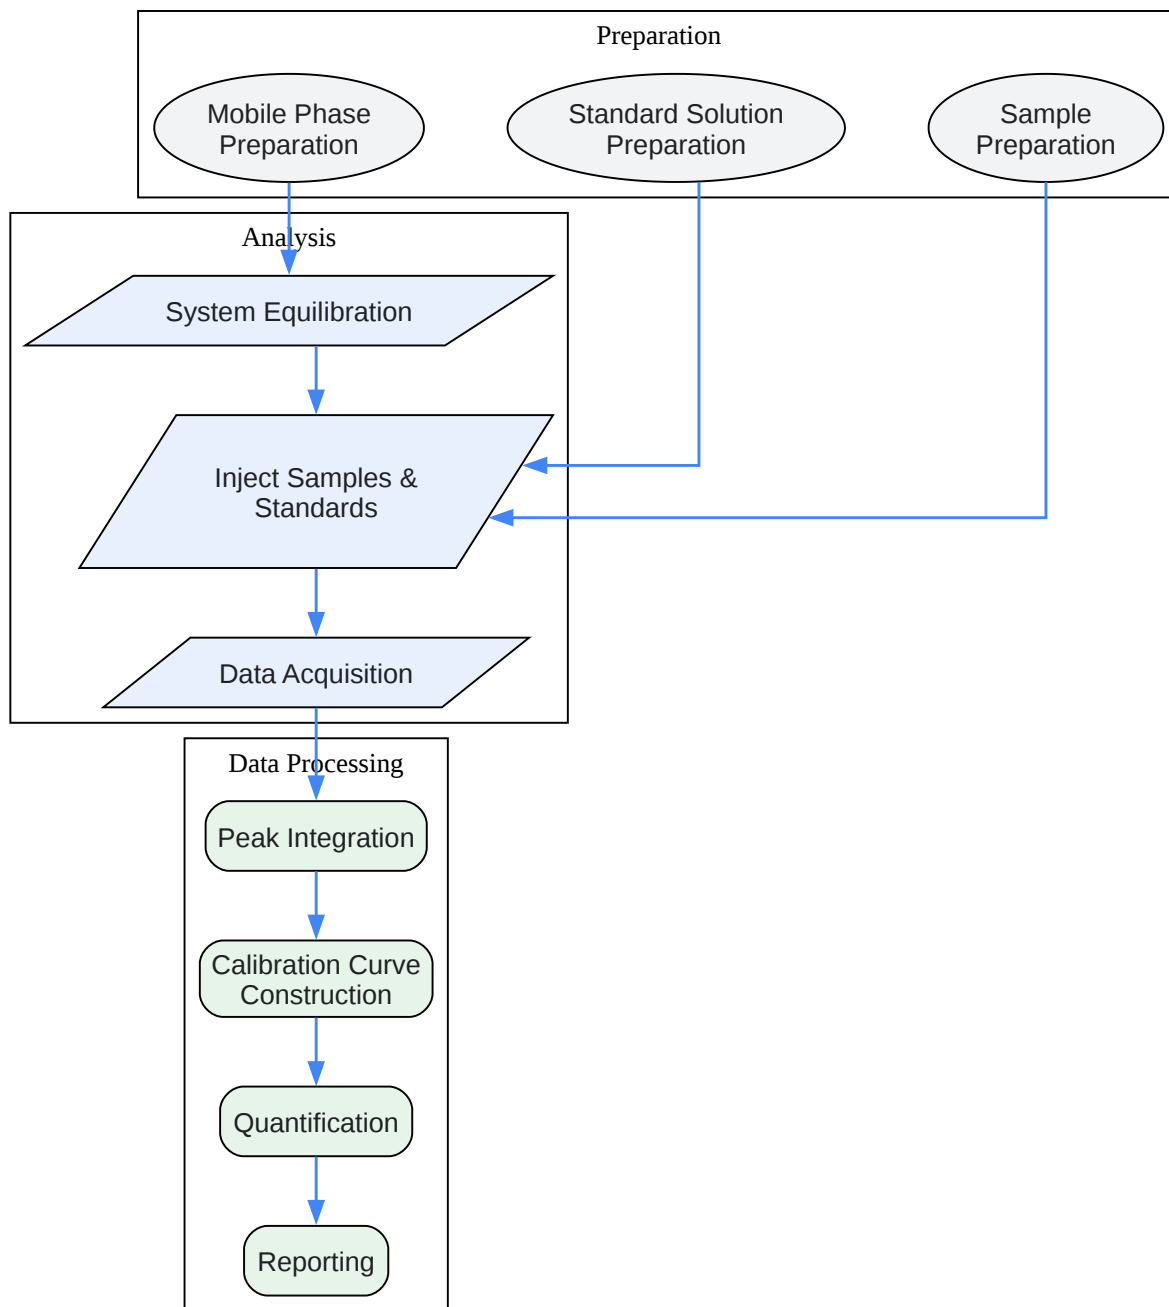 Preparation
Mobile Phase
Preparation
Standard Solution
Preparation
Sample
Preparation
Analysis
System Equilibration
Inject Samples &
Standards
Data Acquisition
Data Processing
Peak Integration
Calibration Curve
Construction
Quantification
Reporting